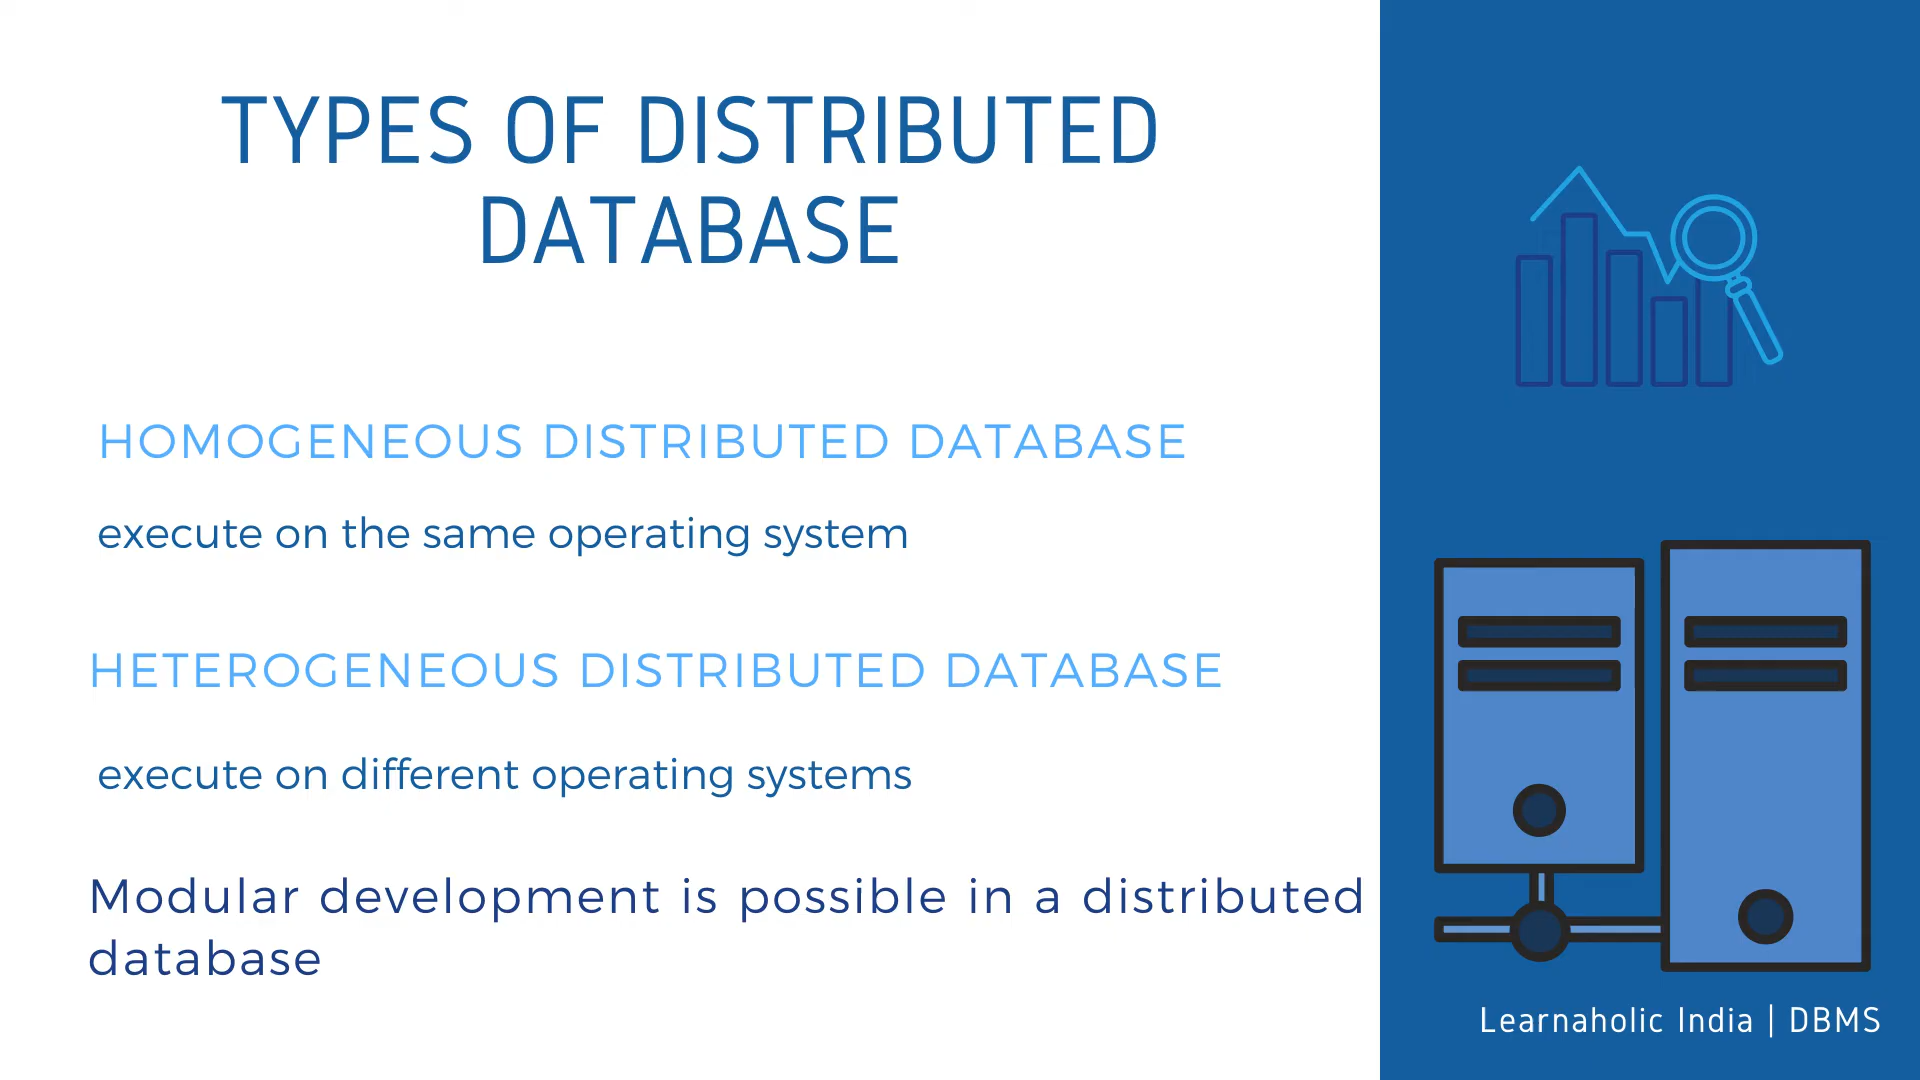 TYPES OF DISTRIBUTED
DATABASE
HOMOGENEOUS DISTRIBUTED DATABASE
execute on the same operating system
HETEROGENEOUS DISTRIBUTED DATABASE
execute on different operating systems
Modular development is possible in a distributed
database
Learnaholic India | DBMS